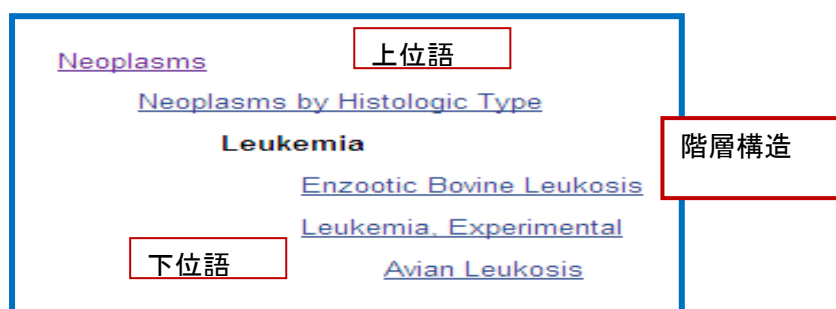 Neoplasms
上位語
Neoplasms by Histologic Type
Leukemia
階層構造
Enzootic Bovine Leukosis
Leukemia, Experimental
下位語
Avian Leukosis